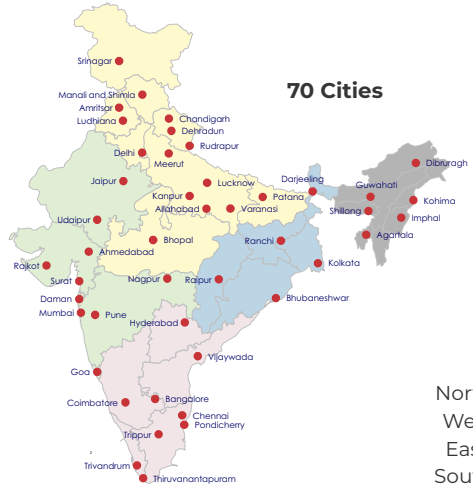 Srinagar
70 Cities
Manali and Shimla
Amritsar
Ludhiana
Chandigarh
Dehradun
Rudrapur
Delhi
Meerut
Dibrugrah
Jaipur
Lucknow
Darjeeling
Guwahati
Kanpur
Patana
Kohima
Allahabad
Varanasi
Shillong
Imphal
Udaipur
Agartala
Bhopal
Ranchi
Ahmedabad
Rajkot
Kolkata
Surat
Nagpur
Raipur
Daman
Bhubaneshwar
Mumbai
Pune
Hyderabad
Vijaywada
Goa
Coimbatore
Bangalore
Nor
We
Chennai
Pondicherry
Trippur
Eas
Trivandrum
Sou
Thiruvanantapuram